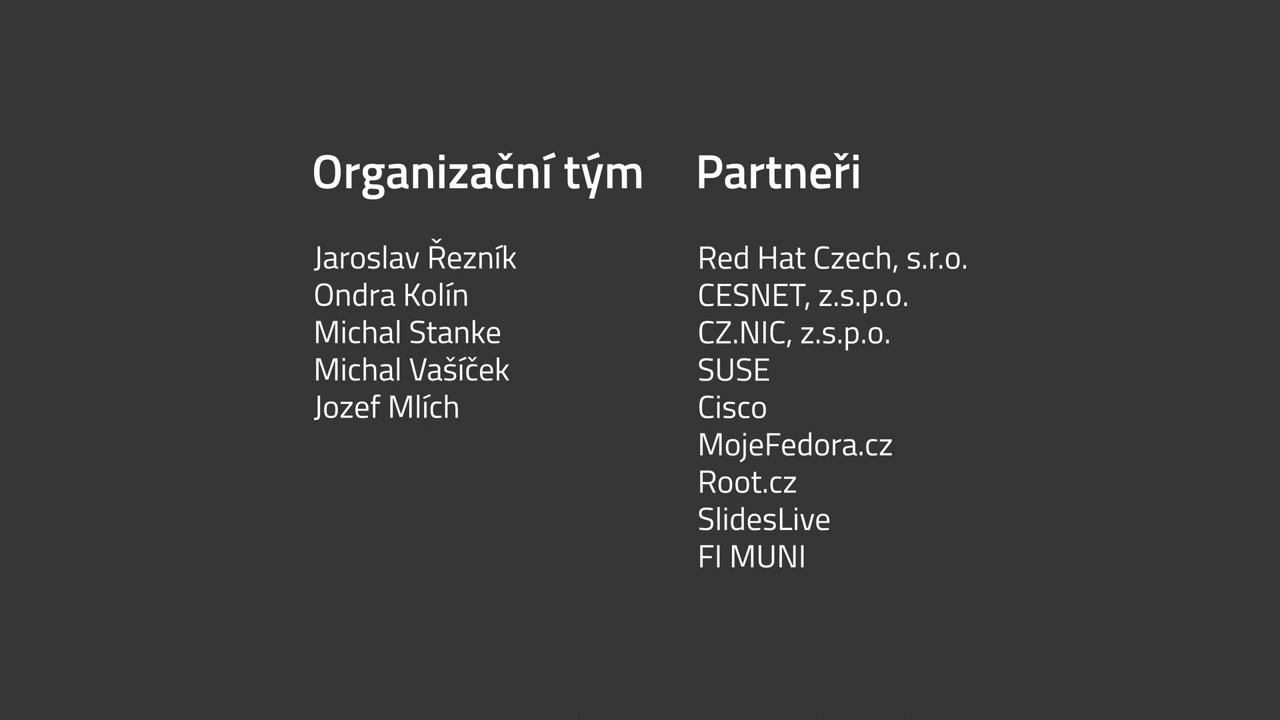 Organizační tým
Jaroslav Řezník
Ondra Kolín
Michal Stanke
Michal Vašíček
Jozef Mlích
Partneři
Red Hat Czech, s.r.o.
CESNET, z.s.p.o.
CZ.NIC, z.s.p.o.
SUSE
Cisco
MojeFedora.cz
Root.cz
SlidesLive
FI MUNI